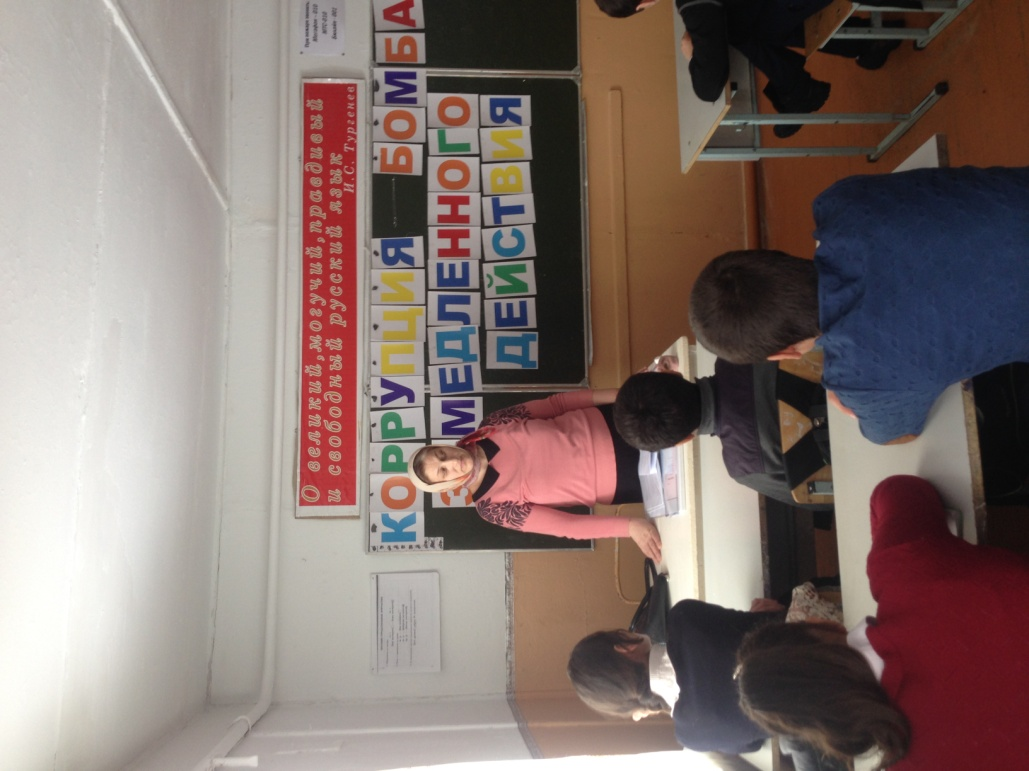 О великий, могучий, правдивый
и свободный русский язык
И.С. Тургенев
КОРРУПЦИЯ БОМБА
ЗАМЕДЛЕННОГО
ДЕЙСТВИЯ